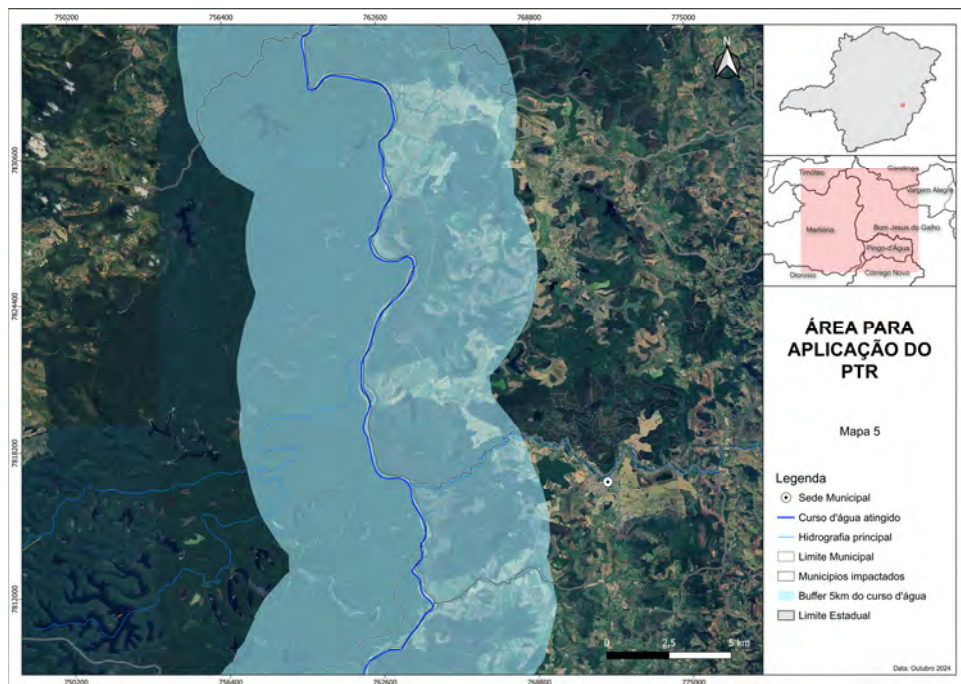 750200 756400 762600 768800 775000
N
7830600
7824400
7818200
7812000
0 2,5 5 km
750200 756400 762600 768800 775000
Timóteo
Caratinga
Vargem Alegre
Marliéria
Bom Jesus do Galho
Pingo-d'Água
Dionísio
Córrego Novo
ÁREA PARA
APLICAÇÃO DO
PTR
Mapa 5
Legenda
Sede Municipal
Curso d'água atingido
Hidrografia principal
Limite Municipal
Municipios impactados
Buffer 5km do curso d'água
Limite Estadual
Data: Outubro 2024